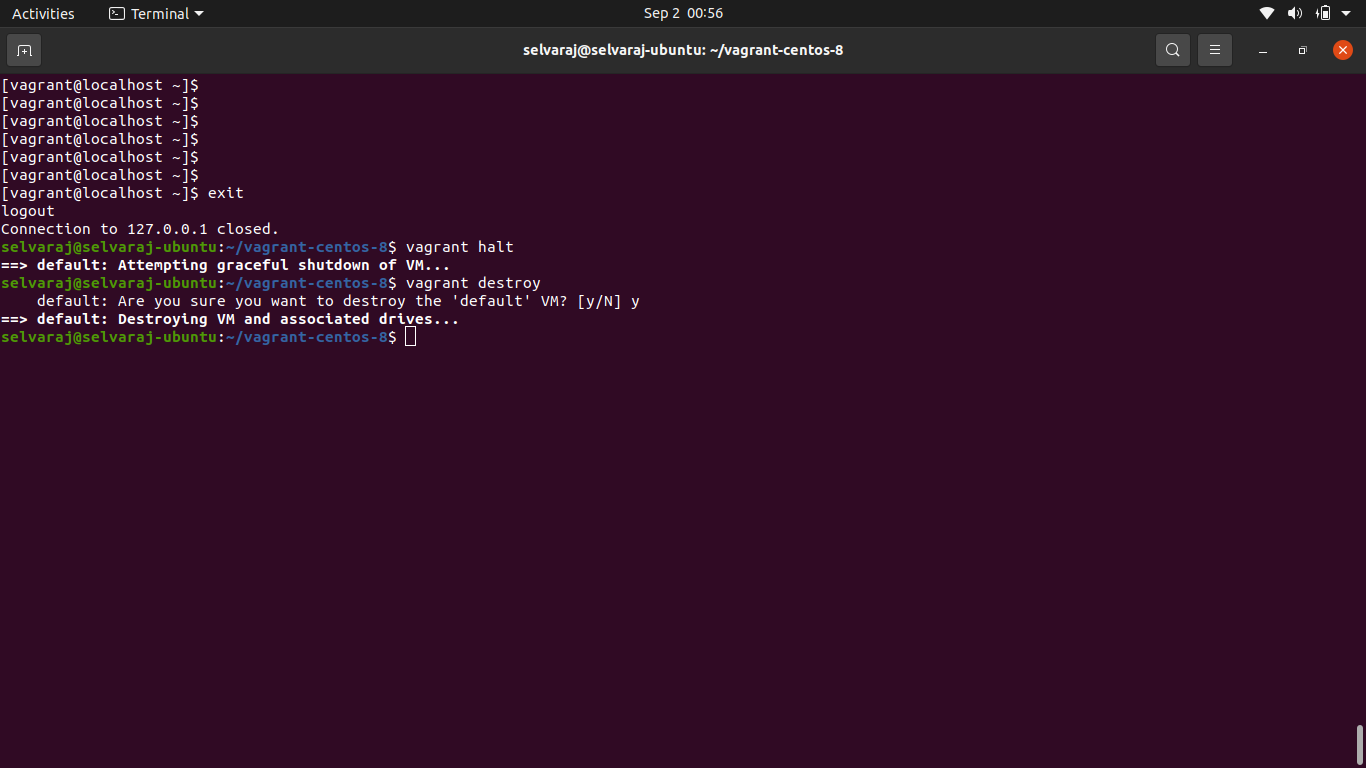 Activities Terminal Sep 2 00:56
selvaraj@selvaraj-ubuntu: ~/vagrant-centos-8
[vagrant@localhost ~]$
[vagrant@localhost ~]$
[vagrant@localhost ~]$
[vagrant@localhost ~]$
[vagrant@localhost ~]$
[vagrant@localhost ~]$
[vagrant@localhost ~]$ exit
logout
Connection to 127.0.0.1 closed.
selvaraj@selvaraj-ubuntu:~/vagrant-centos-8$ vagrant halt
==> default: Attempting graceful shutdown of VM...
selvaraj@selvaraj-ubuntu:~/vagrant-centos-8$ vagrant destroy
    default: Are you sure you want to destroy the 'default' VM? [y/N] y
==> default: Destroying VM and associated drives...
selvaraj@selvaraj-ubuntu:~/vagrant-centos-8$